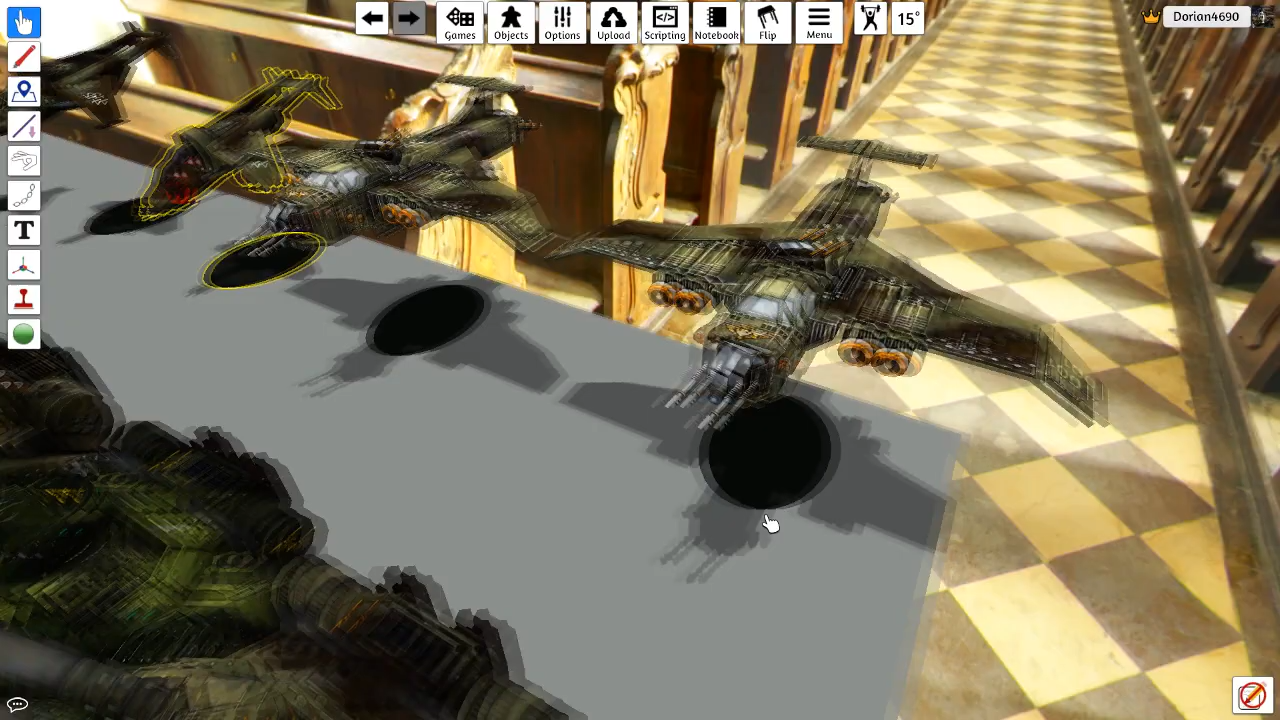 Games
Objects
Options
Upload
Scripting
Notebook
Flip
Menu
15°
Dorian4690
T